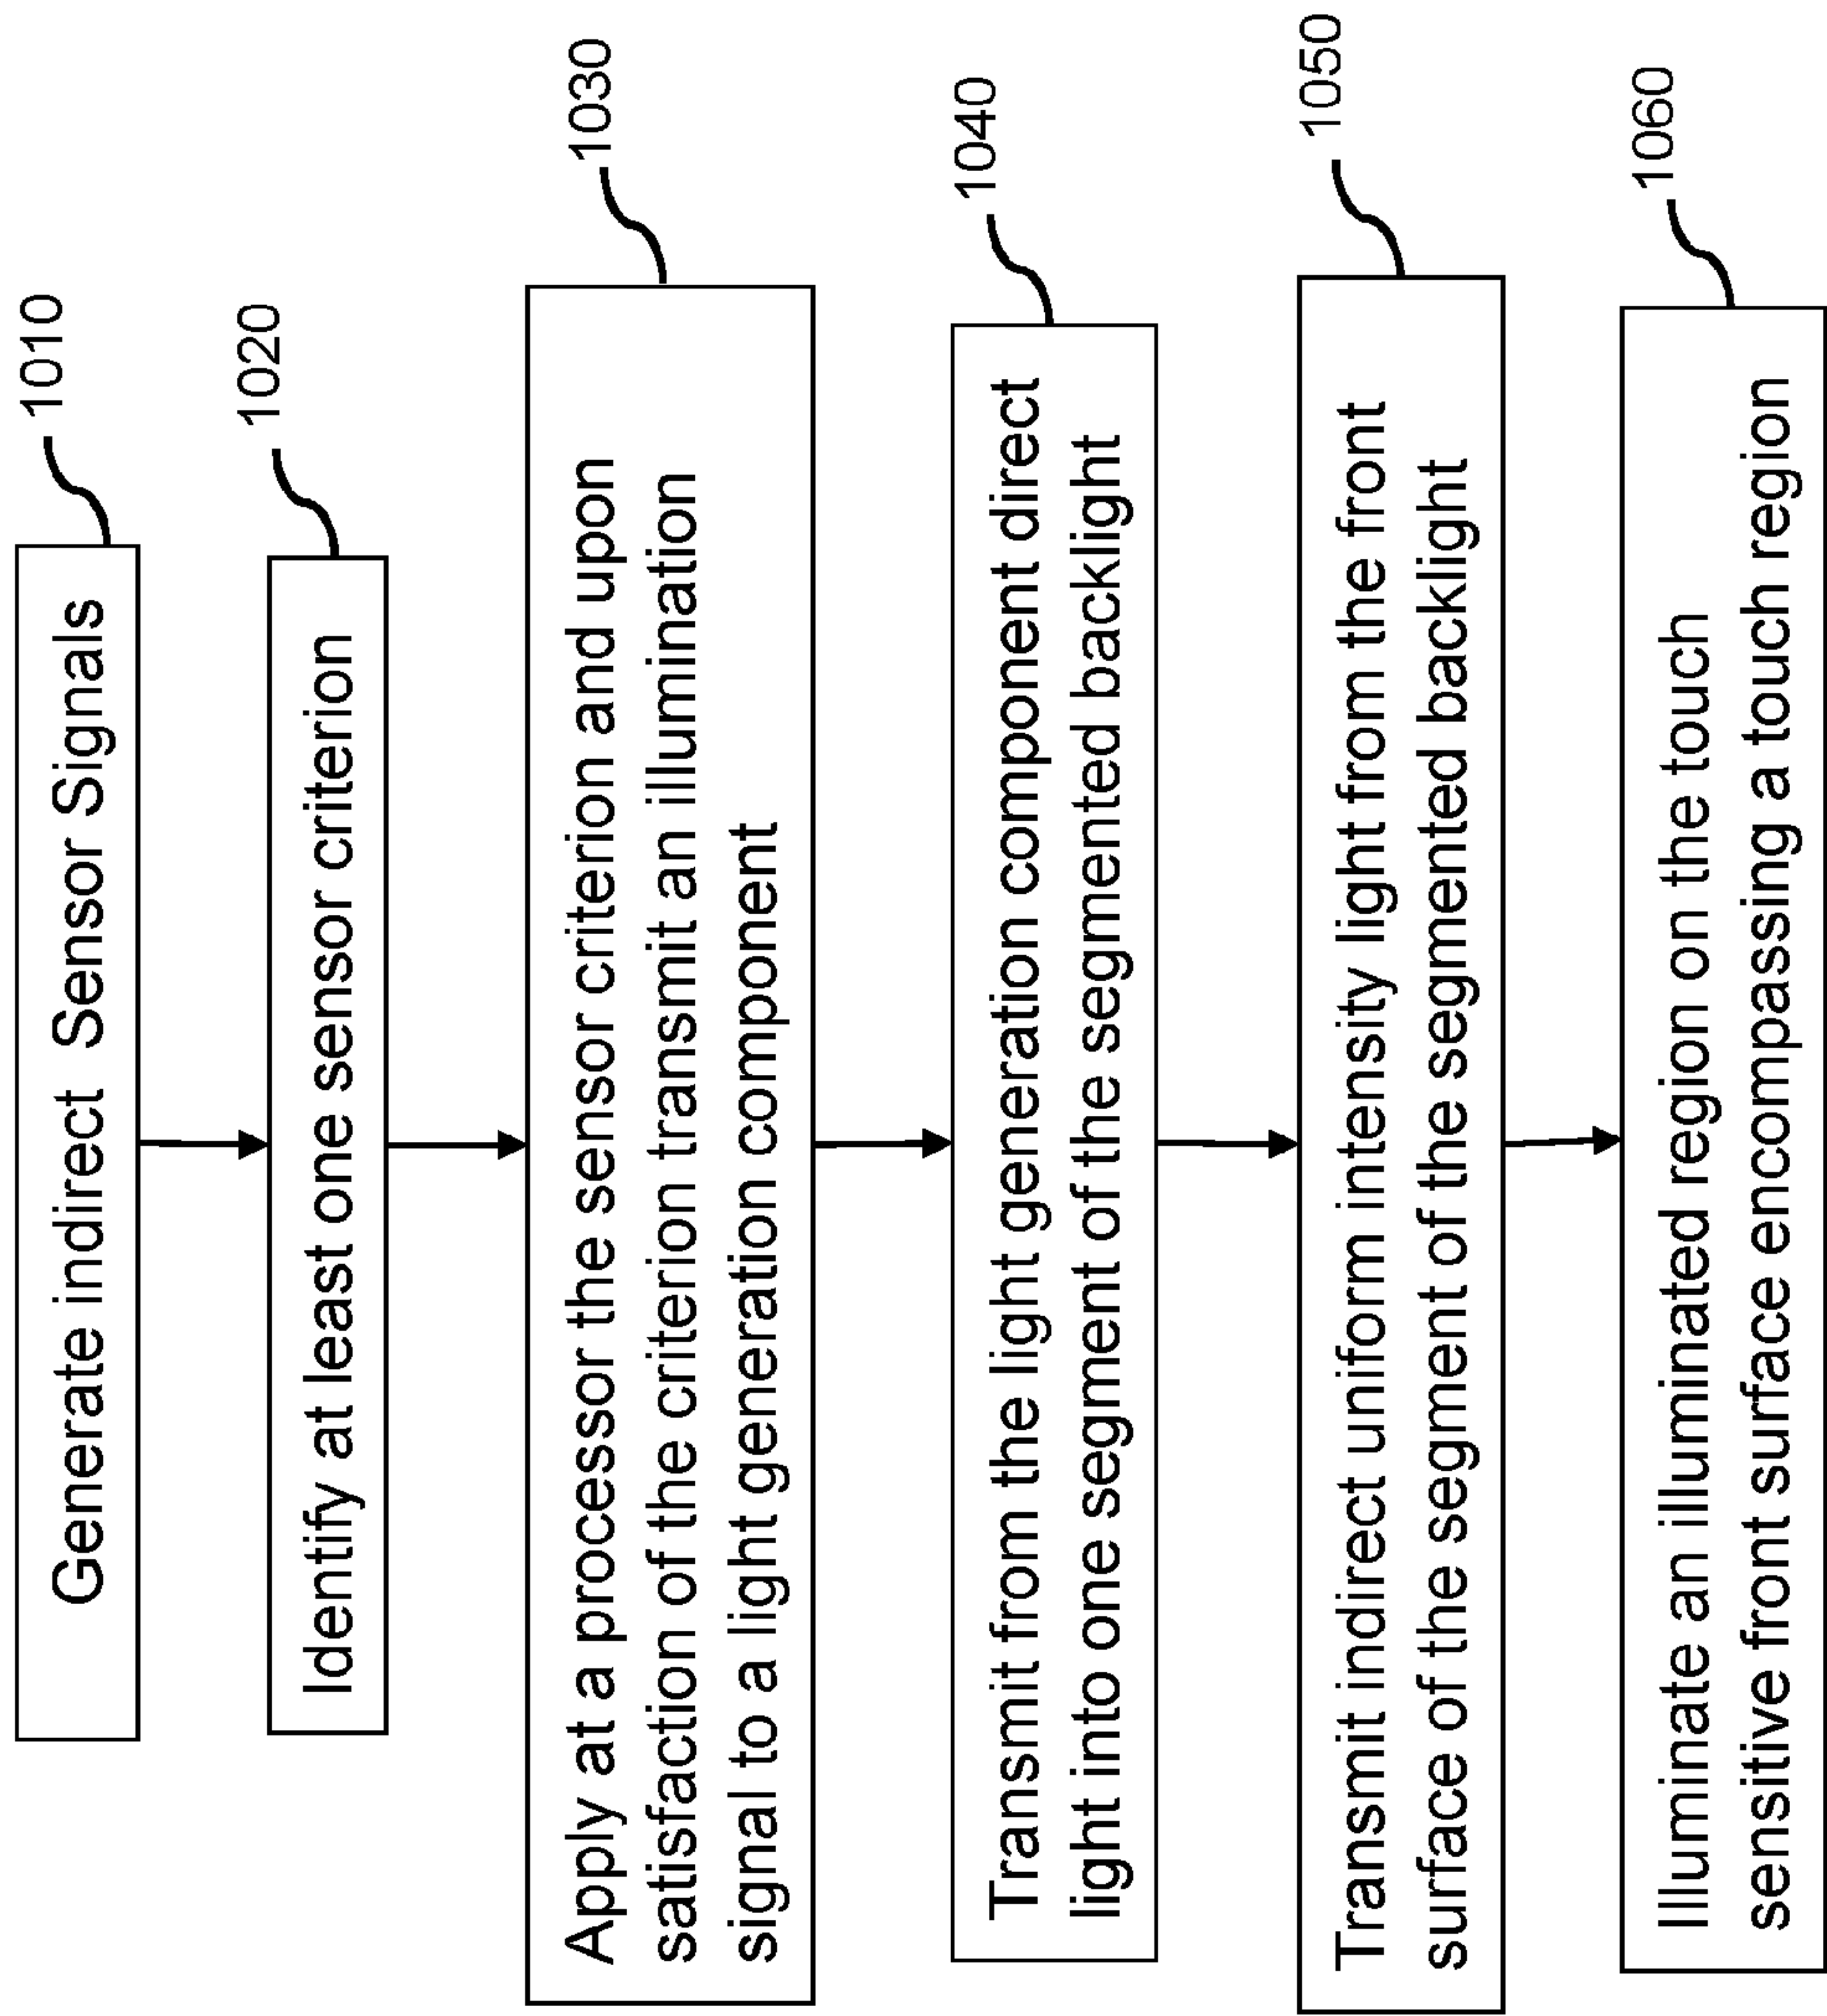 1010
Generate indirect Sensor Signals
1020
Identify at least one sensor criterion
1030
Apply at a processor the sensor criterion and upon
satisfaction of the criterion transmit an illumination
signal to a light generation component
1040
Transmit from the light generation component direct
light into one segment of the segmented backlight
1050
Transmit indirect uniform intensity light from the front
surface of the segment of the segmented backlight
1060
Illuminate an illuminated region on the touch
sensitive front surface encompassing a touch region